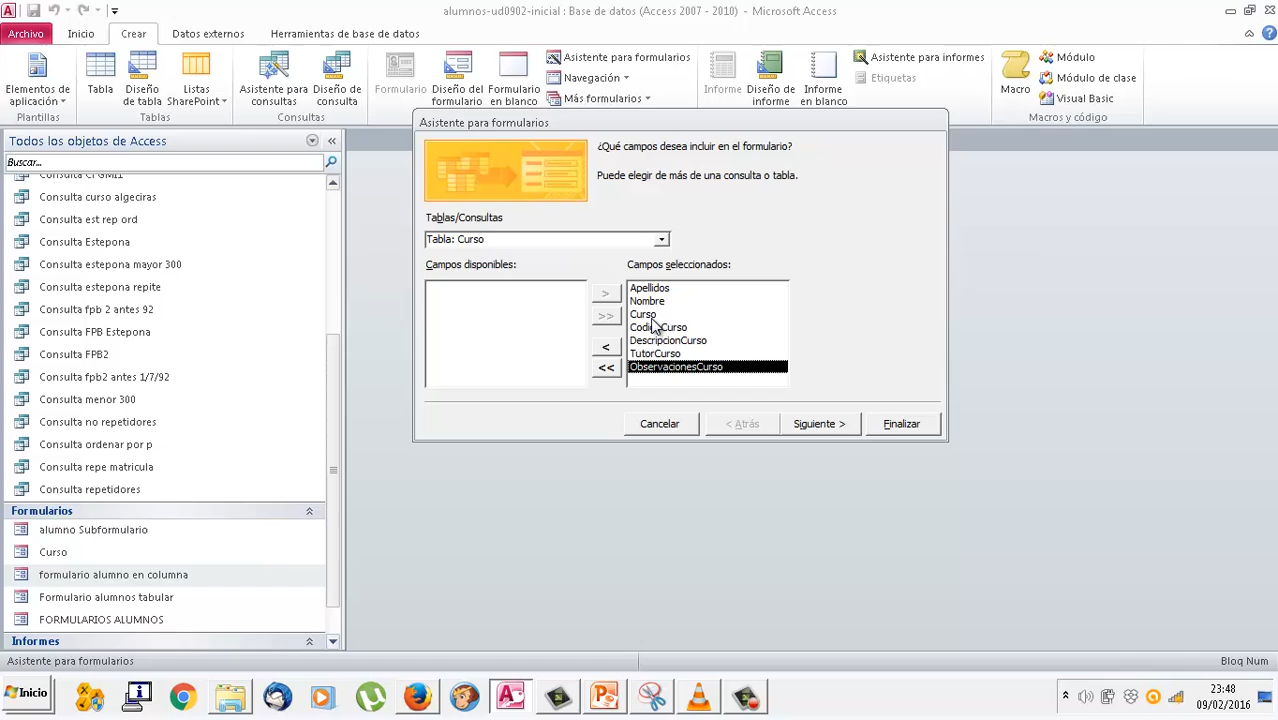 alumnos-ud0902-inicial : Base de datos (Access 2007 - 2010) - Microsoft Access
Archivo
Inicio
Crear
Datos externos
Herramientas de base de datos
Elementos de aplicación
Tabla
Diseño de tabla
Listas SharePoint
Asistente para consultas
Diseño de consulta
Formulario
Diseño del formulario
Formulario en blanco
Asistente para formularios
Navegación
Más formularios
Informe
Diseño de informe
Informe en blanco
Asistente para informes
Etiquetas
Macro
Módulo
Módulo de clase
Visual Basic
Plantillas
Tablas
Consultas
Macros y código
Todos los objetos de Access
Buscar...
Consulta CFGM11
Consulta curso algeciras
Consulta est rep ord
Consulta Estepona
Consulta estepona mayor 300
Consulta estepona repite
Consulta fpb 2 antes 92
Consulta FPB Estepona
Consulta FPB2
Consulta fpb2 antes 1/7/92
Consulta menor 300
Consulta no repetidores
Consulta ordenar por p
Consulta repe matricula
Consulta repetidores
Formularios
alumno Subformulario
Curso
formulario alumno en columna
Formulario alumnos tabular
FORMULARIOS ALUMNOS
Informes
Asistente para formularios
¿Qué campos desea incluir en el formulario?
Puede elegir de más de una consulta o tabla.
Tablas/Consultas
Tabla: Curso
Campos disponibles:
Campos seleccionados:
Apellidos
Nombre
Curso
CodigoCurso
DescripcionCurso
TutorCurso
ObservacionesCurso
>
>>
<
<<
Cancelar
< Atrás
Siguiente >
Finalizar
Asistente para formularios
Bloq Num
Inicio
23:48
09/02/2016